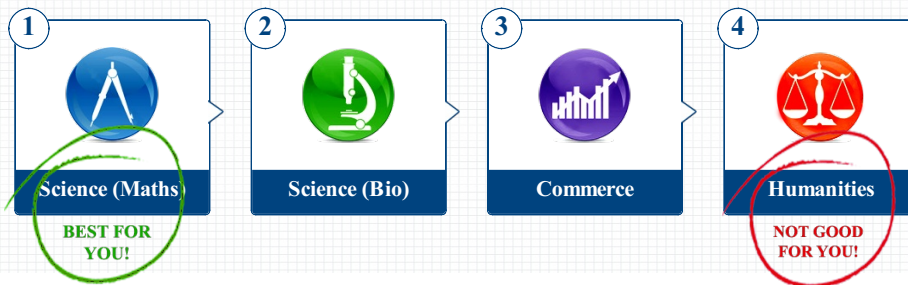 1 2 3 4
Science (Maths) Science (Bio) Commerce Humanities
BEST FOR NOT GOOD
YOU! FOR YOU!